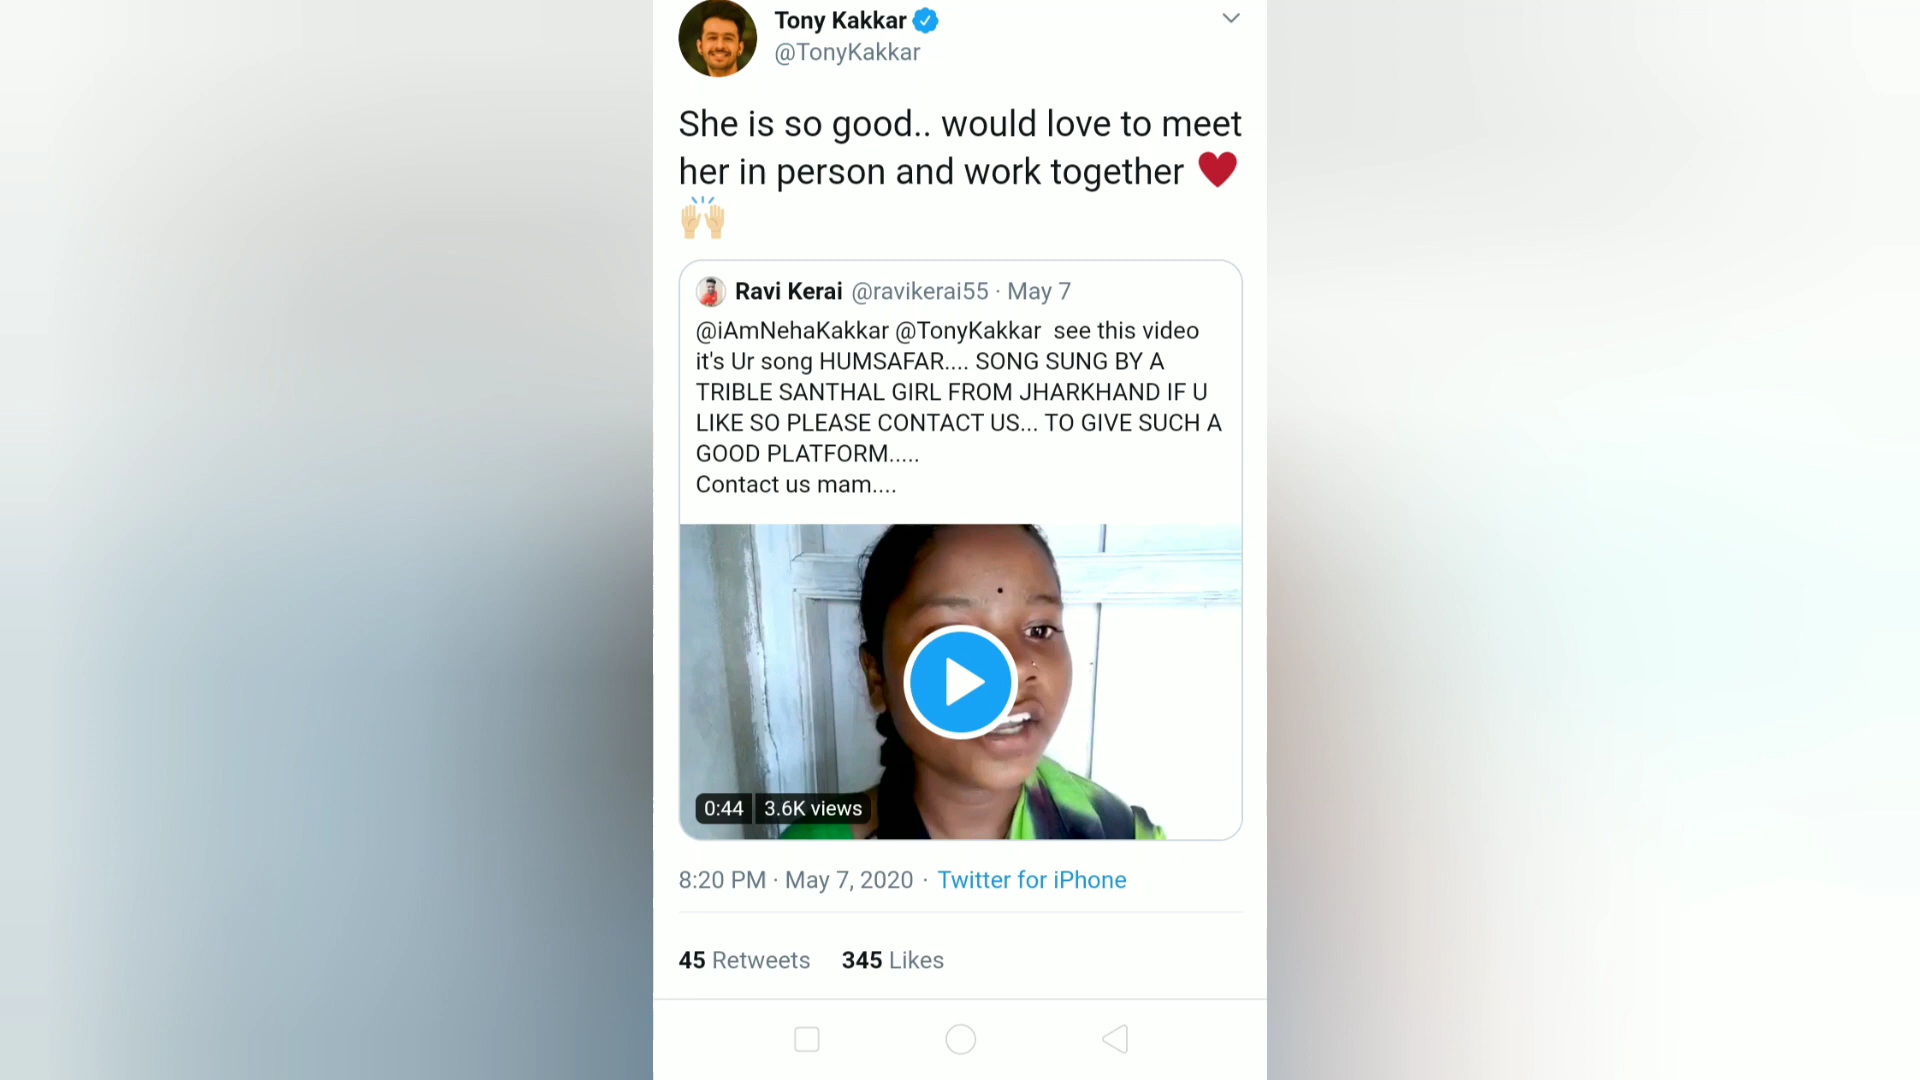 Tony Kakkar
@TonyKakkar
She is so good.. would love to meet
her in person and work together ♥
🙌🏼
Ravi Kerai @ravikerai55 · May 7
@iAmNehaKakkar @TonyKakkar see this video
it's Ur song HUMSAFAR.... SONG SUNG BY A
TRIBLE SANTHAL GIRL FROM JHARKHAND IF U
LIKE SO PLEASE CONTACT US... TO GIVE SUCH A
GOOD PLATFORM.....
Contact us mam....
0:44 3.6K views
8:20 PM · May 7, 2020 · Twitter for iPhone
45 Retweets 345 Likes